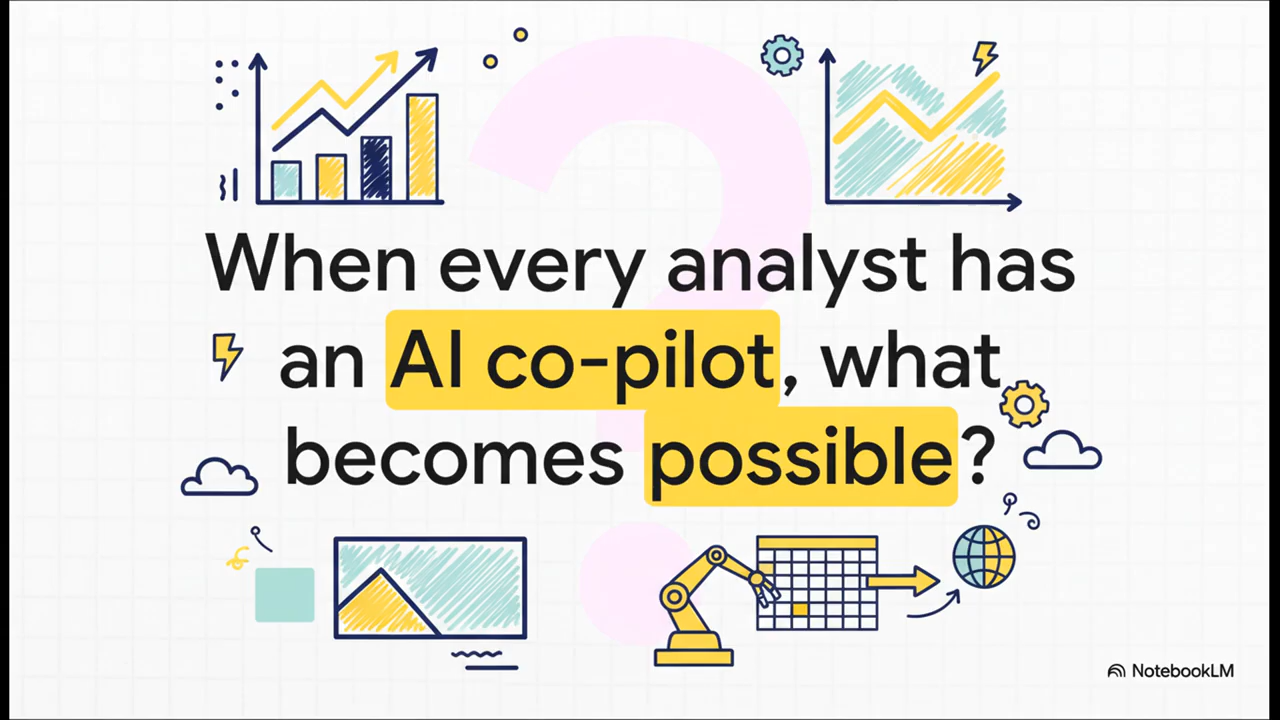 When every analyst has
an AI co-pilot, what
becomes possible?
NotebookLM